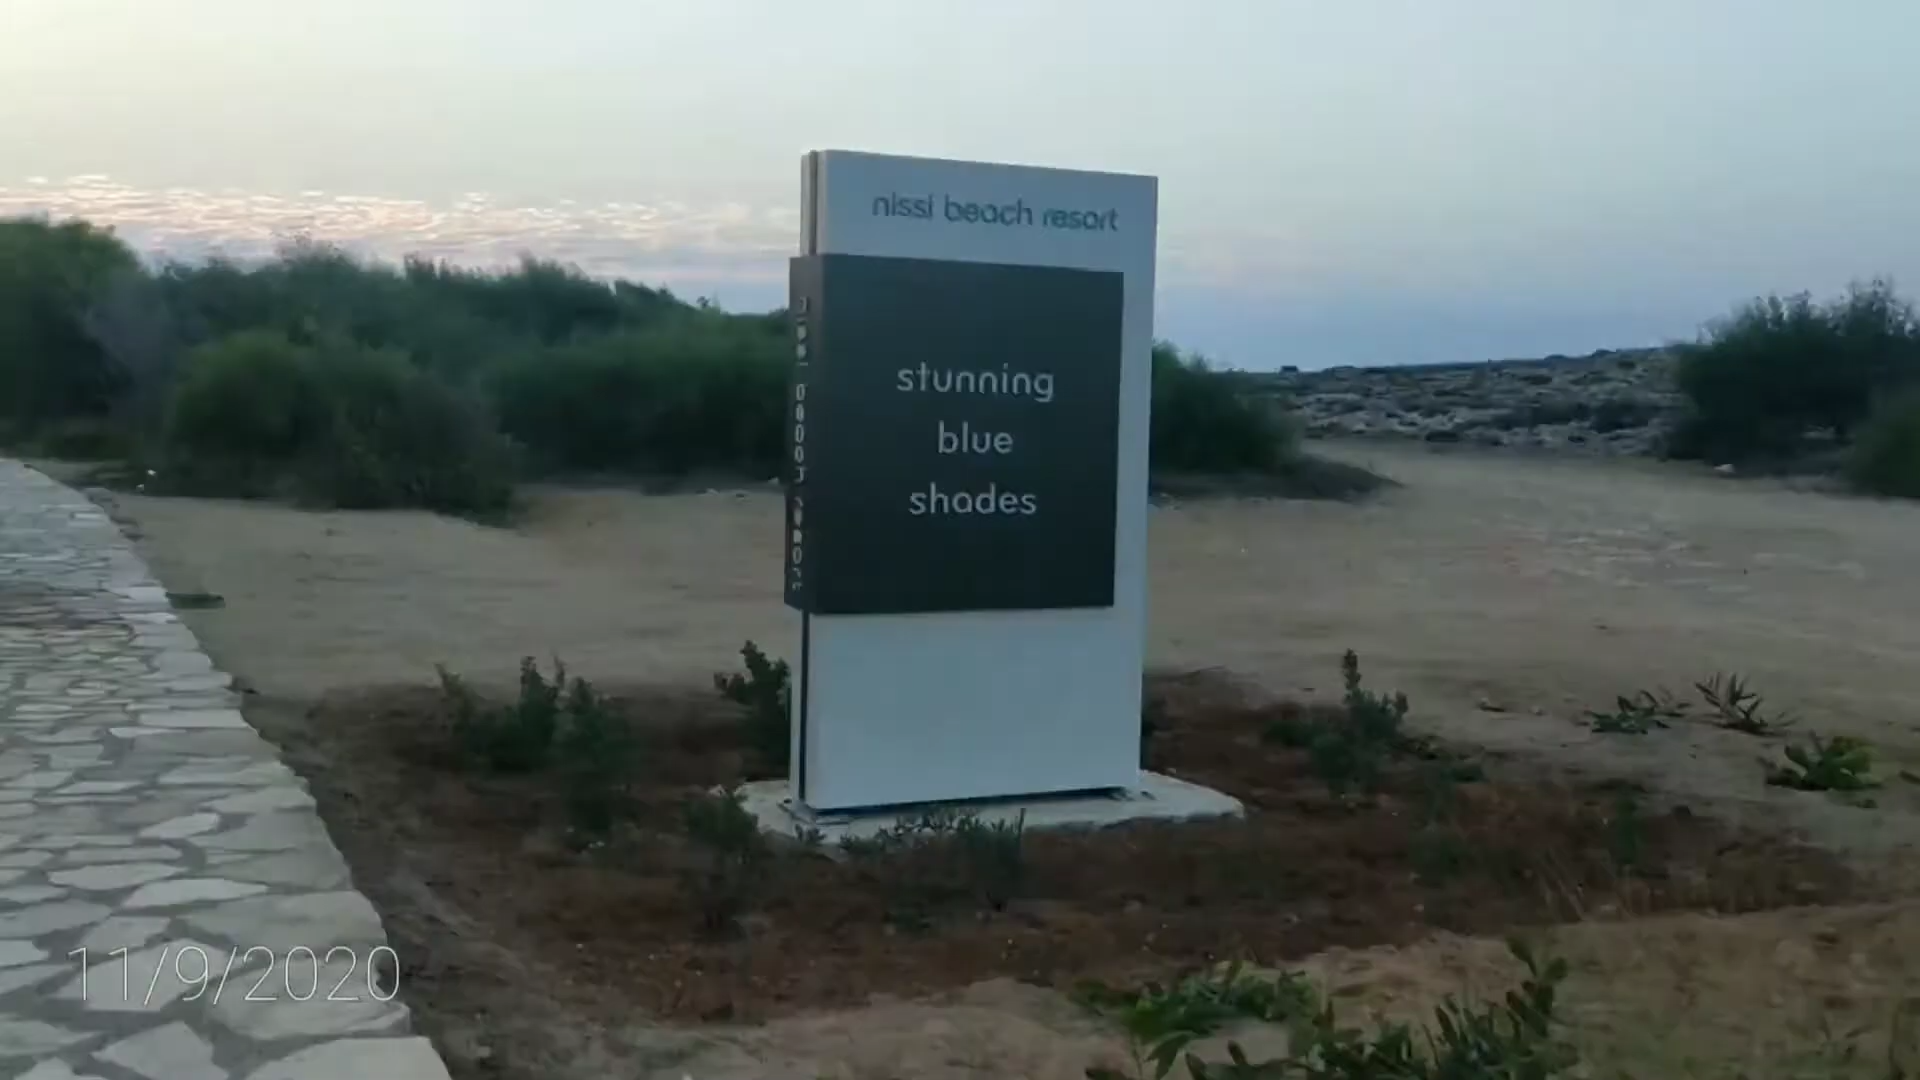 nissi beach resort
stunning
blue
shades
11/9/2020